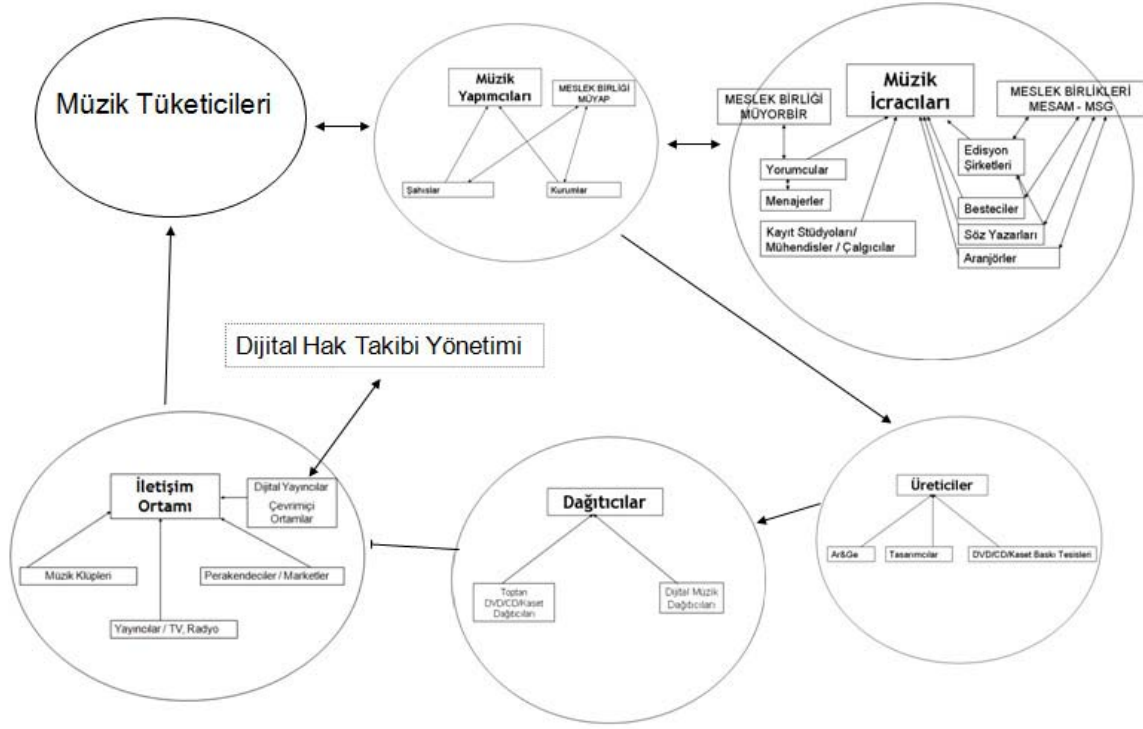 Müzik Tüketicileri
Müzik
Yapımcıları
MESLEK BİRLİĞİ
MÜYAP
Şahıslar
Kurumlar
MESLEK BİRLİĞİ
MÜYORBİR
Müzik
İcracıları
MESLEK BİRLİKLERİ
MESAM - MSG
Yorumcular
Menajerler
Kayıt Stüdyoları/
Mühendisler / Çalgıcılar
Edisyon
Şirketleri
Besteciler
Söz Yazarları
Aranjörler
Dijital Hak Takibi Yönetimi
İletişim
Ortamı
Dijital Yayıncılar
Çevrimiçi
Ortamlar
Müzik Klüpleri
Perakendeciler / Marketler
Yayıncılar / TV, Radyo
Dağıtıcılar
Toptan
DVD/CD/Kaset
Dağıtıcıları
Dijital Müzik
Dağıtıcıları
Üreticiler
Ar&Ge
Tasarımcılar
DVD/CD/Kaset Baskı Tesisleri